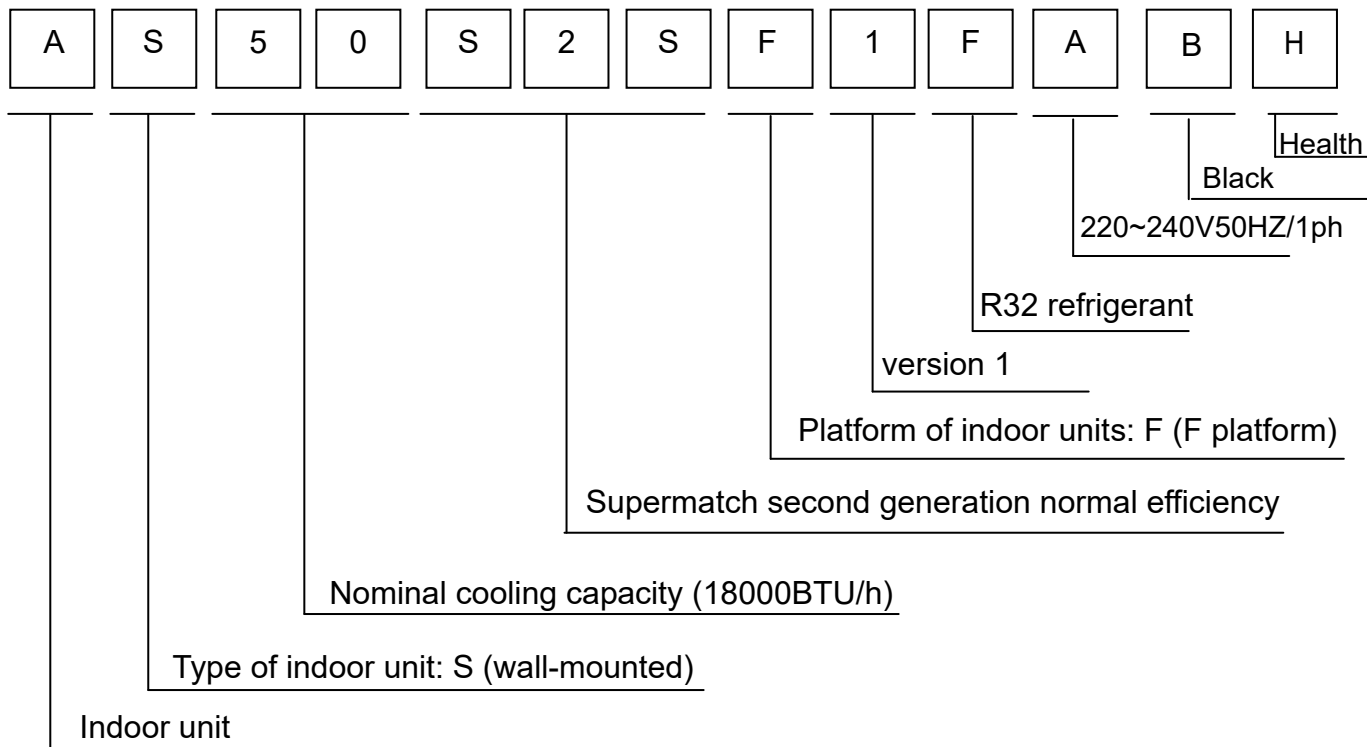 A S 5 0 S 2 S F 1 F A B H
Health
Black
220~240V50HZ/1ph
R32 refrigerant
version 1
Platform of indoor units: F (F platform)
Supermatch second generation normal efficiency
Nominal cooling capacity (18000BTU/h)
Type of indoor unit: S (wall-mounted)
Indoor unit